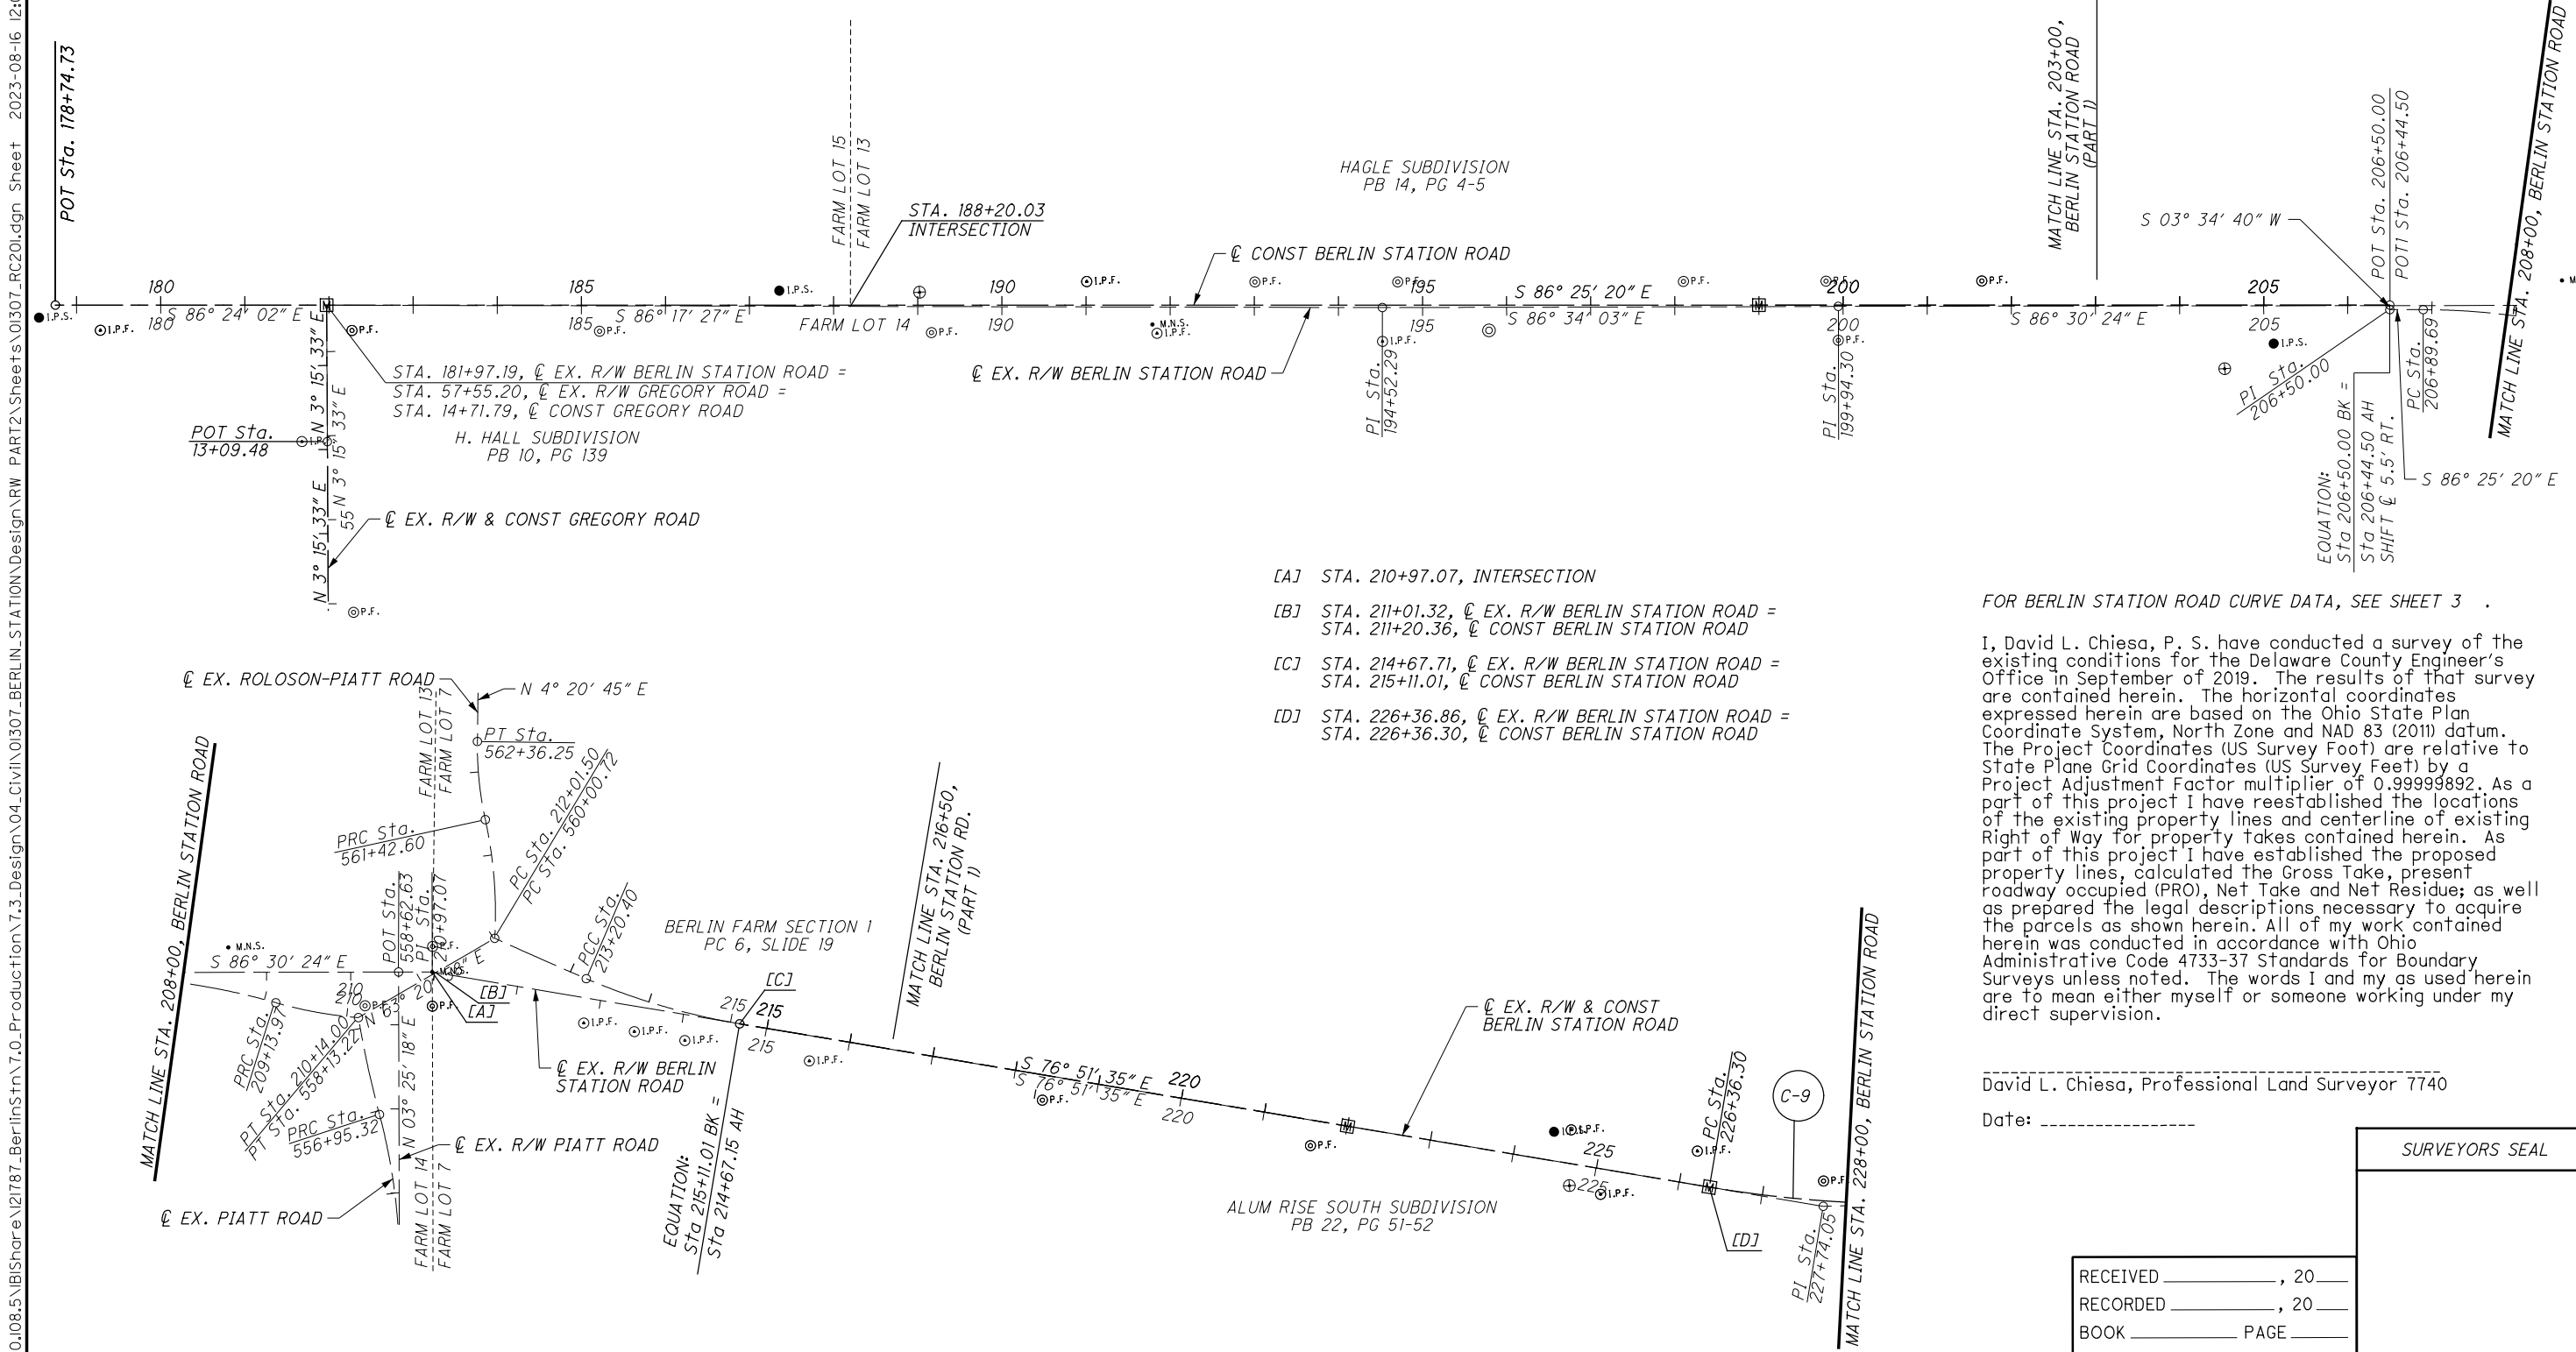 0.108.5\IBIShare\121787_BerlinStn\7.0_Production\7.3_Design\04_Civil\01307_BERLIN_STATION\Design\RW PART2\Sheets\01307_RC201.dgn Sheet 2023-08-16
POT Sta. 178+74.73
FARM LOT 15
FARM LOT 13
HAGLE SUBDIVISION
PB 14, PG 4-5
STA. 188+20.03
INTERSECTION
℄ CONST BERLIN STATION ROAD
MATCH LINE STA. 203+00,
BERLIN STATION ROAD
(PART 1)
S 03° 34' 40" W
POT Sta. 206+50.00
POT1 Sta. 206+44.50
MATCH LINE STA. 208+00, BERLIN STATION ROAD
180
185
190
195
200
205
I.P.S.
I.P.F.
P.F.
P.F.
I.P.S.
P.F.
I.P.F.
M.N.S.
I.P.F.
P.F.
P.F.
I.P.F.
P.F.
P.F.
P.F.
P.F.
I.P.S.
180
S 86° 24' 02" E
185
S 86° 17' 27" E
FARM LOT 14
190
195
S 86° 25' 20" E
S 86° 34' 03" E
200
S 86° 30' 24" E
205
STA. 181+97.19, ℄ EX. R/W BERLIN STATION ROAD =
STA. 57+55.20, ℄ EX. R/W GREGORY ROAD =
STA. 14+71.79, ℄ CONST GREGORY ROAD
℄ EX. R/W BERLIN STATION ROAD
PI Sta.
194+52.29
PI Sta.
199+94.30
PI Sta.
206+50.00
PC Sta.
206+89.69
EQUATION:
Sta 206+50.00 BK =
Sta 206+44.50 AH
SHIFT ℄ 5.5' RT.
S 86° 25' 20" E
N 3° 15' 33" E
N 3° 15' 33" E
POT Sta.
13+09.48
H. HALL SUBDIVISION
PB 10, PG 139
N 3° 15' 33" E
55
℄ EX. R/W & CONST GREGORY ROAD
P.F.
[A] STA. 210+97.07, INTERSECTION
[B] STA. 211+01.32, ℄ EX. R/W BERLIN STATION ROAD =
STA. 211+20.36, ℄ CONST BERLIN STATION ROAD
[C] STA. 214+67.71, ℄ EX. R/W BERLIN STATION ROAD =
STA. 215+11.01, ℄ CONST BERLIN STATION ROAD
[D] STA. 226+36.86, ℄ EX. R/W BERLIN STATION ROAD =
STA. 226+36.30, ℄ CONST BERLIN STATION ROAD
FOR BERLIN STATION ROAD CURVE DATA, SEE SHEET 3 .
I, David L. Chiesa, P. S. have conducted a survey of the
existing conditions for the Delaware County Engineer's
Office in September of 2019. The results of that survey
are contained herein. The horizontal coordinates
expressed herein are based on the Ohio State Plan
Coordinate System, North Zone and NAD 83 (2011) datum.
The Project Coordinates (US Survey Foot) are relative to
State Plane Grid Coordinates (US Survey Feet) by a
Project Adjustment Factor multiplier of 0.99999892. As a
part of this project I have reestablished the locations
of the existing property lines and centerline of existing
Right of Way for property takes contained herein. As
part of this project I have established the proposed
property lines, calculated the Gross Take, present
roadway occupied (PRO), Net Take and Net Residue; as well
as prepared the legal descriptions necessary to acquire
the parcels as shown herein. All of my work contained
herein was conducted in accordance with Ohio
Administrative Code 4733-37 Standards for Boundary
Surveys unless noted. The words I and my as used herein
are to mean either myself or someone working under my
direct supervision.
David L. Chiesa, Professional Land Surveyor 7740
Date:
SURVEYORS SEAL
RECEIVED , 20
RECORDED , 20
BOOK PAGE
℄ EX. ROLOSON-PIATT ROAD
N 4° 20' 45" E
FARM LOT 13
FARM LOT 7
PT Sta.
562+36.25
PRC Sta.
561+42.60
PC Sta. 212+01.50
PC Sta. 560+00.72
MATCH LINE STA. 208+00, BERLIN STATION ROAD
POT Sta.
558+62.63
PI Sta.
210+97.07
PCC Sta.
213+20.40
BERLIN FARM SECTION 1
PC 6, SLIDE 19
MATCH LINE STA. 216+50,
BERLIN STATION RD.
(PART 1)
M.N.S.
P.F.
S 86° 30' 24" E
M.N.S.
210
210
P.F.
P.F.
[B]
[A]
[C]
215
215
215
PRC Sta.
209+13.97
PT Sta. 210+14.00
PT Sta. 558+13.22
PRC Sta.
556+95.32
N 03° 25' 18" E
I.P.F.
I.P.F.
I.P.F.
I.P.F.
℄ EX. R/W BERLIN
STATION ROAD
℄ EX. R/W PIATT ROAD
℄ EX. PIATT ROAD
FARM LOT 14
FARM LOT 7
EQUATION:
Sta 215+11.01 BK =
Sta 214+67.15 AH
S 76° 51' 35" E
S 76° 51' 35" E
P.F.
220
220
℄ EX. R/W & CONST
BERLIN STATION ROAD
P.F.
I.P.F.
225
225
I.P.F.
PC Sta.
226+36.30
I.P.F.
C-9
P.F.
ALUM RISE SOUTH SUBDIVISION
PB 22, PG 51-52
[D]
PI Sta.
227+74.05
MATCH LINE STA. 228+00, BERLIN STATION ROAD